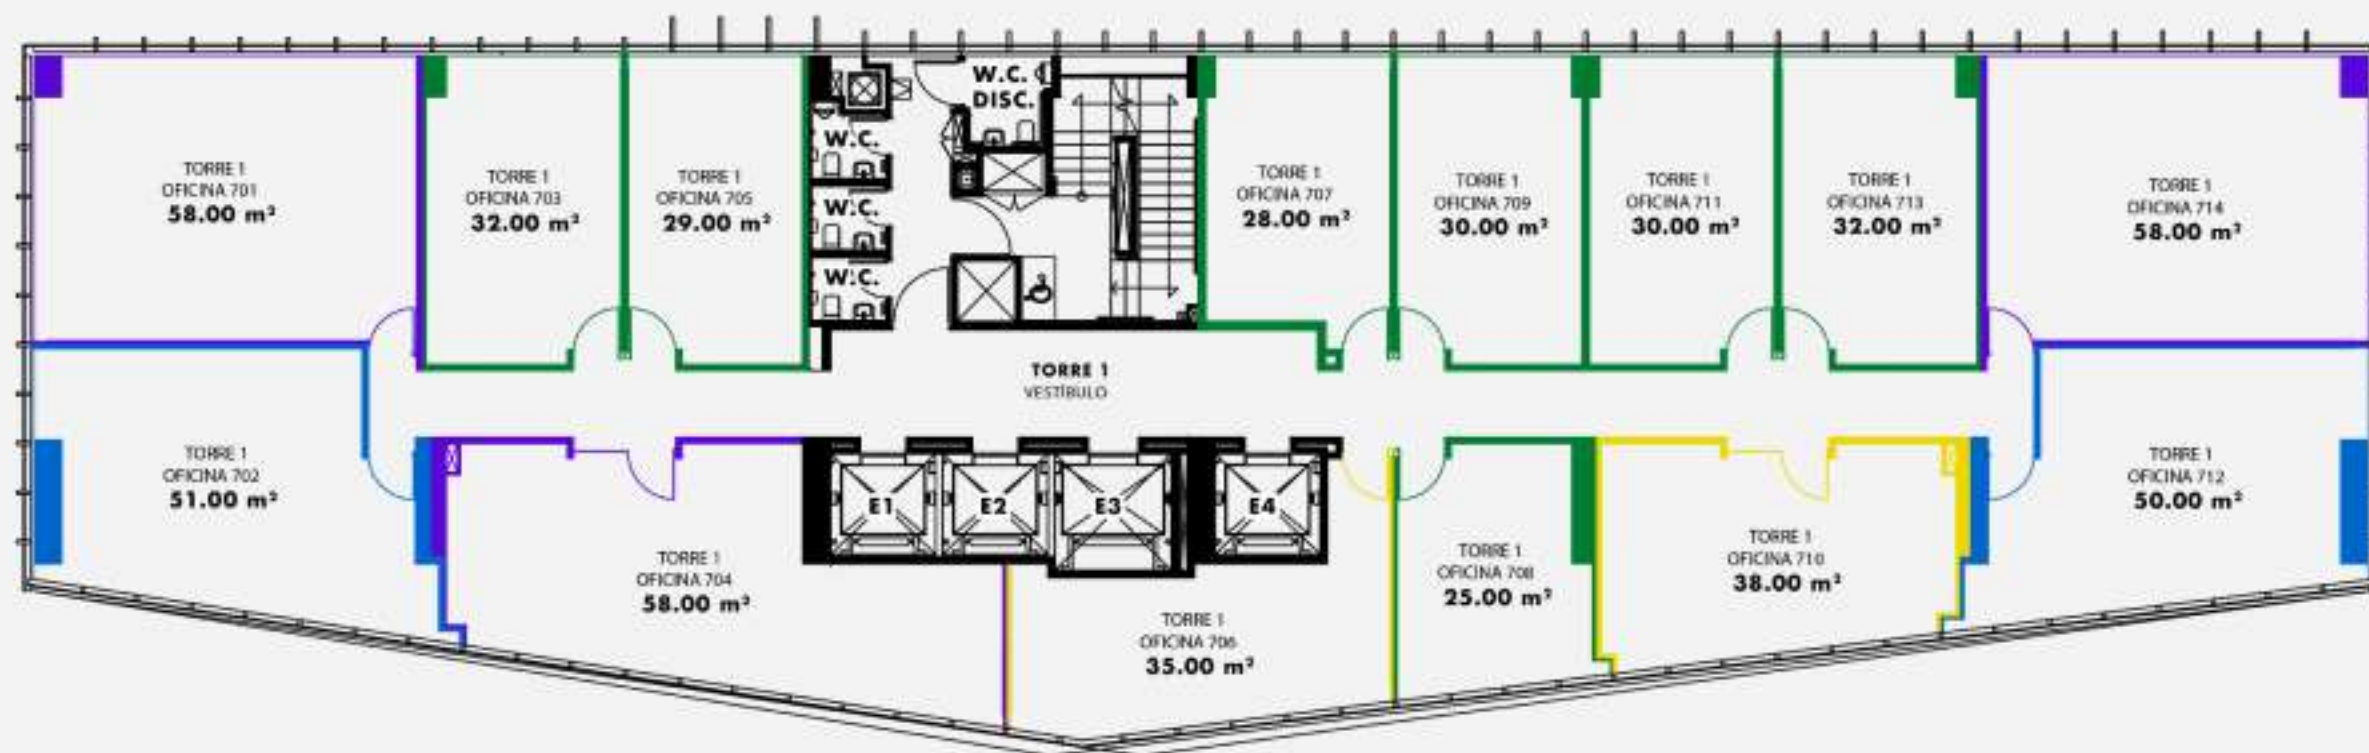 W.C.
DISC.
W.C.
W.C.
W.C.
TORRE 1
OFICINA 701
58.00 m²
TORRE 1
OFICINA 703
32.00 m²
TORRE 1
OFICINA 705
29.00 m²
TORRE 1
OFICINA 707
28.00 m²
TORRE 1
OFICINA 709
30.00 m²
TORRE 1
OFICINA 711
30.00 m²
TORRE 1
OFICINA 713
32.00 m²
TORRE 1
OFICINA 714
58.00 m²
TORRE 1
VESTÍBULO
TORRE 1
OFICINA 702
51.00 m²
TORRE 1
OFICINA 704
58.00 m²
E1
E2
E3
E4
TORRE 1
OFICINA 706
35.00 m²
TORRE 1
OFICINA 708
25.00 m²
TORRE 1
OFICINA 710
38.00 m²
TORRE 1
OFICINA 712
50.00 m²